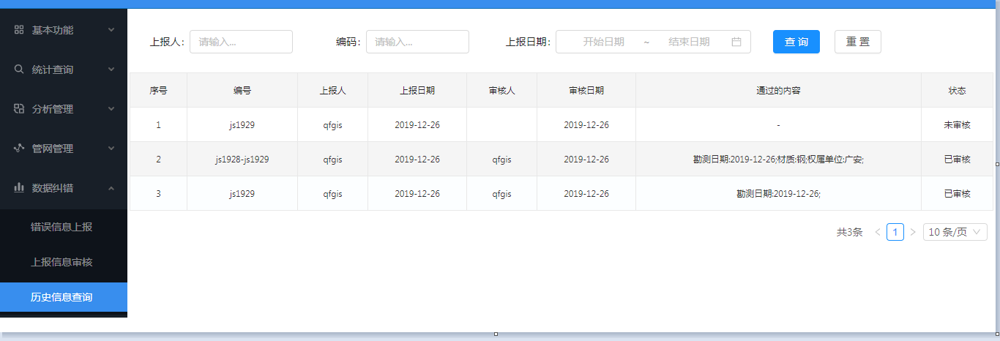 基本功能
统计查询
分析管理
管网管理
数据纠错
错误信息上报
上报信息审核
历史信息查询
上报人: 请输入... 编码: 请输入... 上报日期: 开始日期 ~ 结束日期 查 询 重 置
序号 编号 上报人 上报日期 审核人 审核日期 通过的内容 状态
1 js1929 qfgis 2019-12-26 2019-12-26 - 未审核
2 js1928-js1929 qfgis 2019-12-26 qfgis 2019-12-26 勘测日期:2019-12-26;材质:钢;权属单位:广安; 已审核
3 js1929 qfgis 2019-12-26 qfgis 2019-12-26 勘测日期:2019-12-26; 已审核
共3条 < 1 > 10 条/页